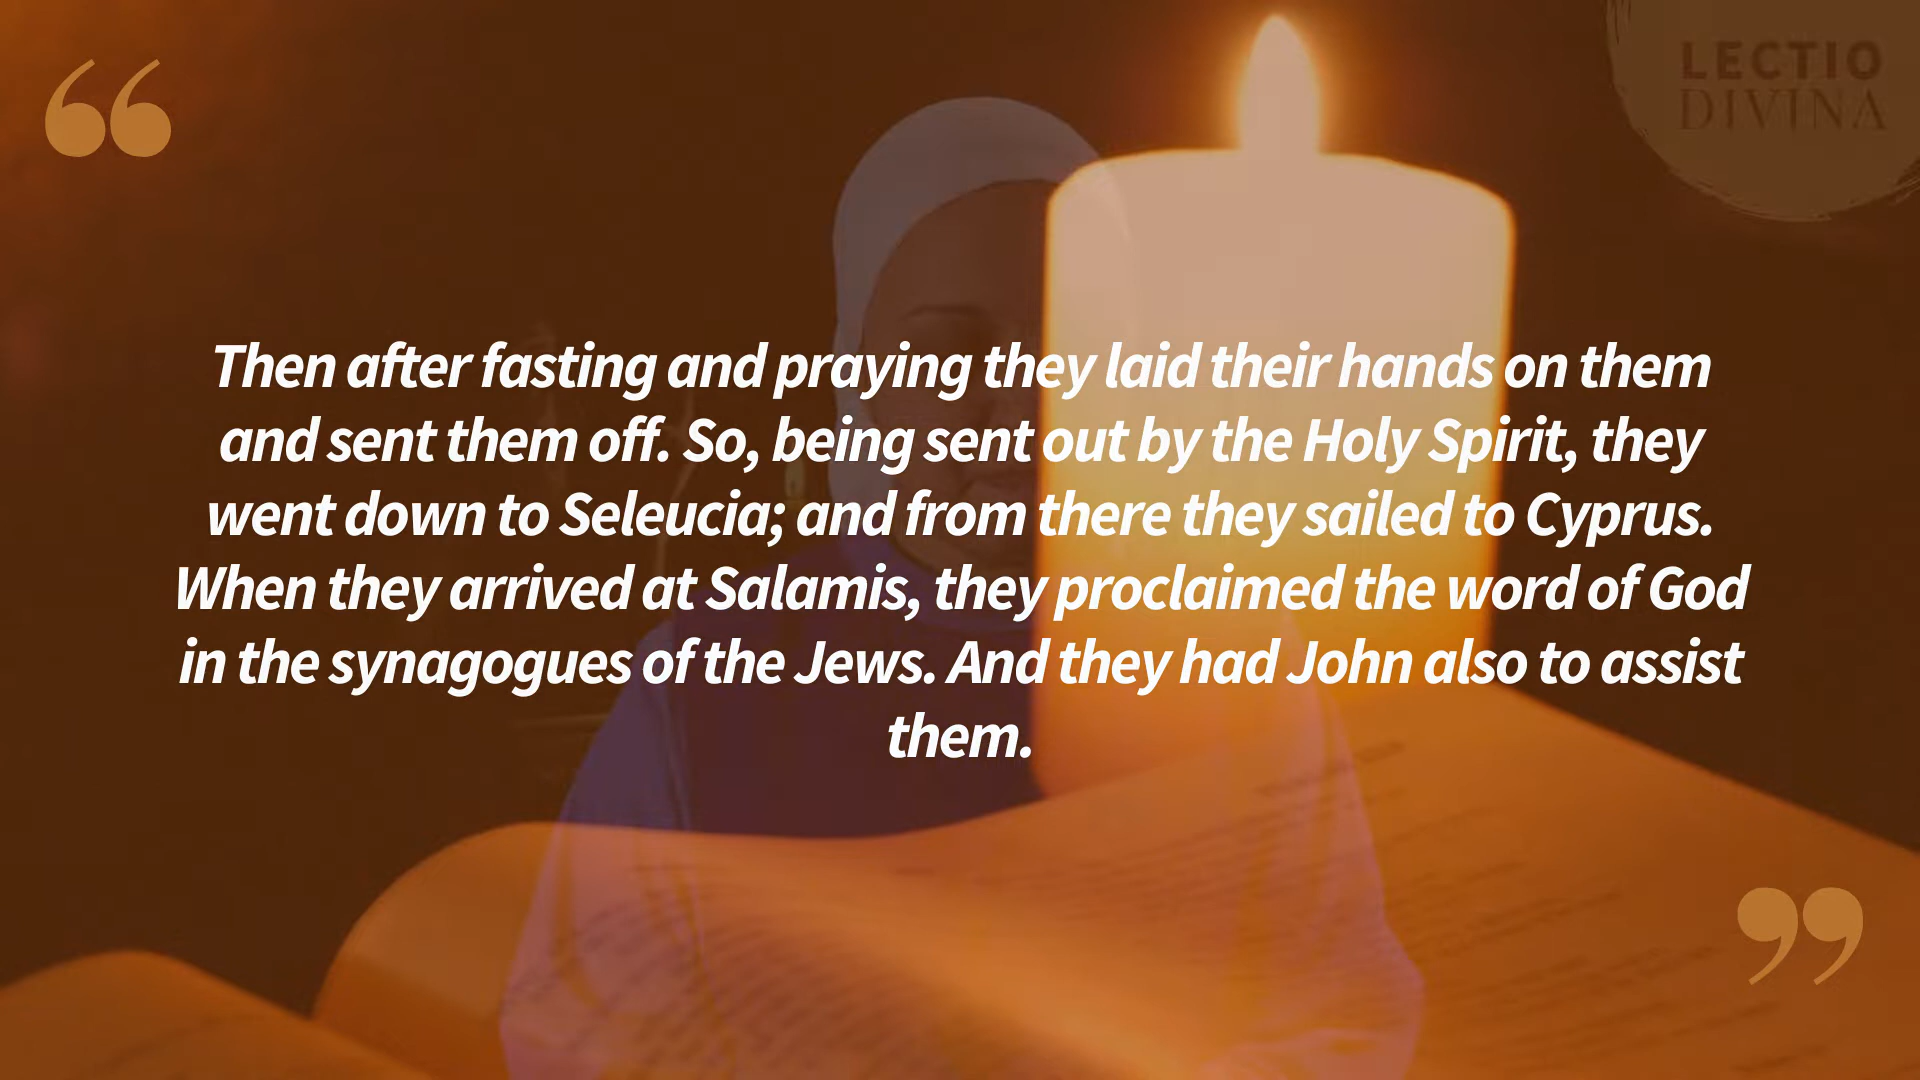 LECTIO
DIVINA
“
Then after fasting and praying they laid their hands on them
and sent them off. So, being sent out by the Holy Spirit, they
went down to Seleucia; and from there they sailed to Cyprus.
When they arrived at Salamis, they proclaimed the word of God
in the synagogues of the Jews. And they had John also to assist
them.
”